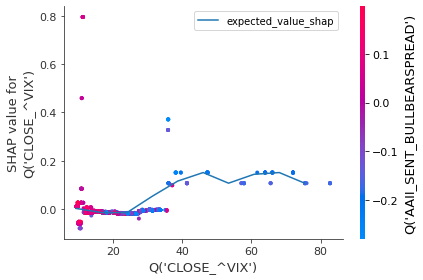 expected_value_shap
0.8
0.6
0.4
0.2
0.0
SHAP value for
Q('CLOSE_^VIX')
20
40
60
80
Q('CLOSE_^VIX')
0.1
0.0
−0.1
−0.2
Q('AAII_SENT_BULLBEARSPREAD')